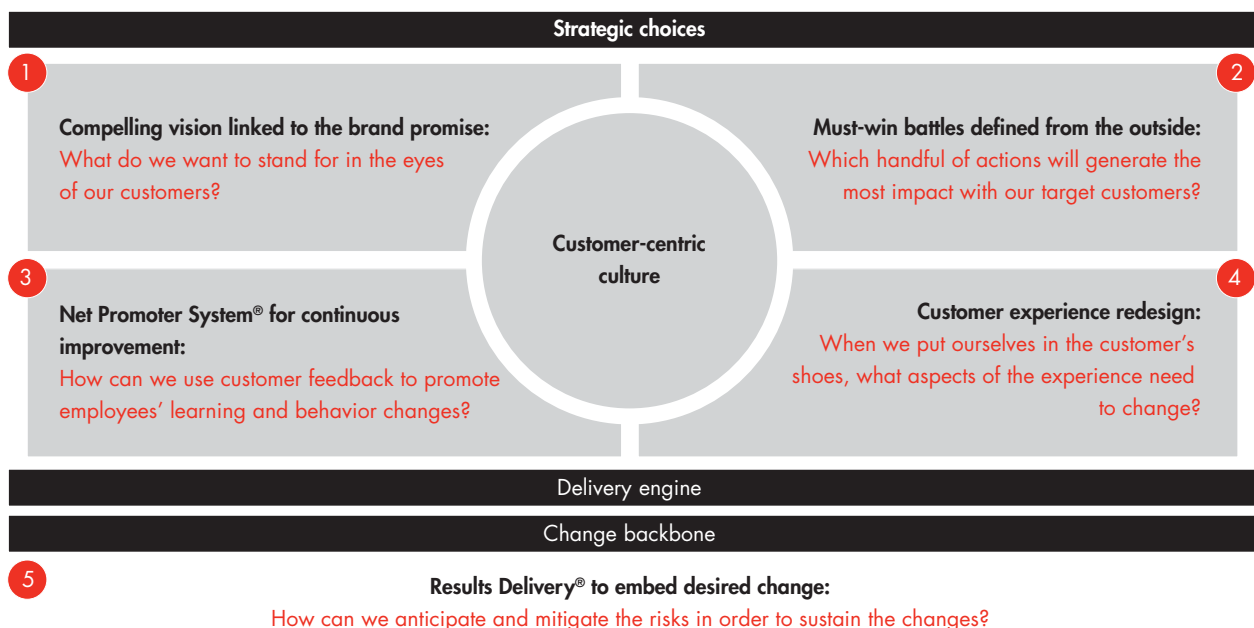 Strategic choices
1
Compelling vision linked to the brand promise:
What do we want to stand for in the eyes
of our customers?
2
Must-win battles defined from the outside:
Which handful of actions will generate the
most impact with our target customers?
Customer-centric
culture
3
Net Promoter System® for continuous
improvement:
How can we use customer feedback to promote
employees’ learning and behavior changes?
4
Customer experience redesign:
When we put ourselves in the customer’s
shoes, what aspects of the experience need
to change?
Delivery engine
Change backbone
5
Results Delivery® to embed desired change:
How can we anticipate and mitigate the risks in order to sustain the changes?